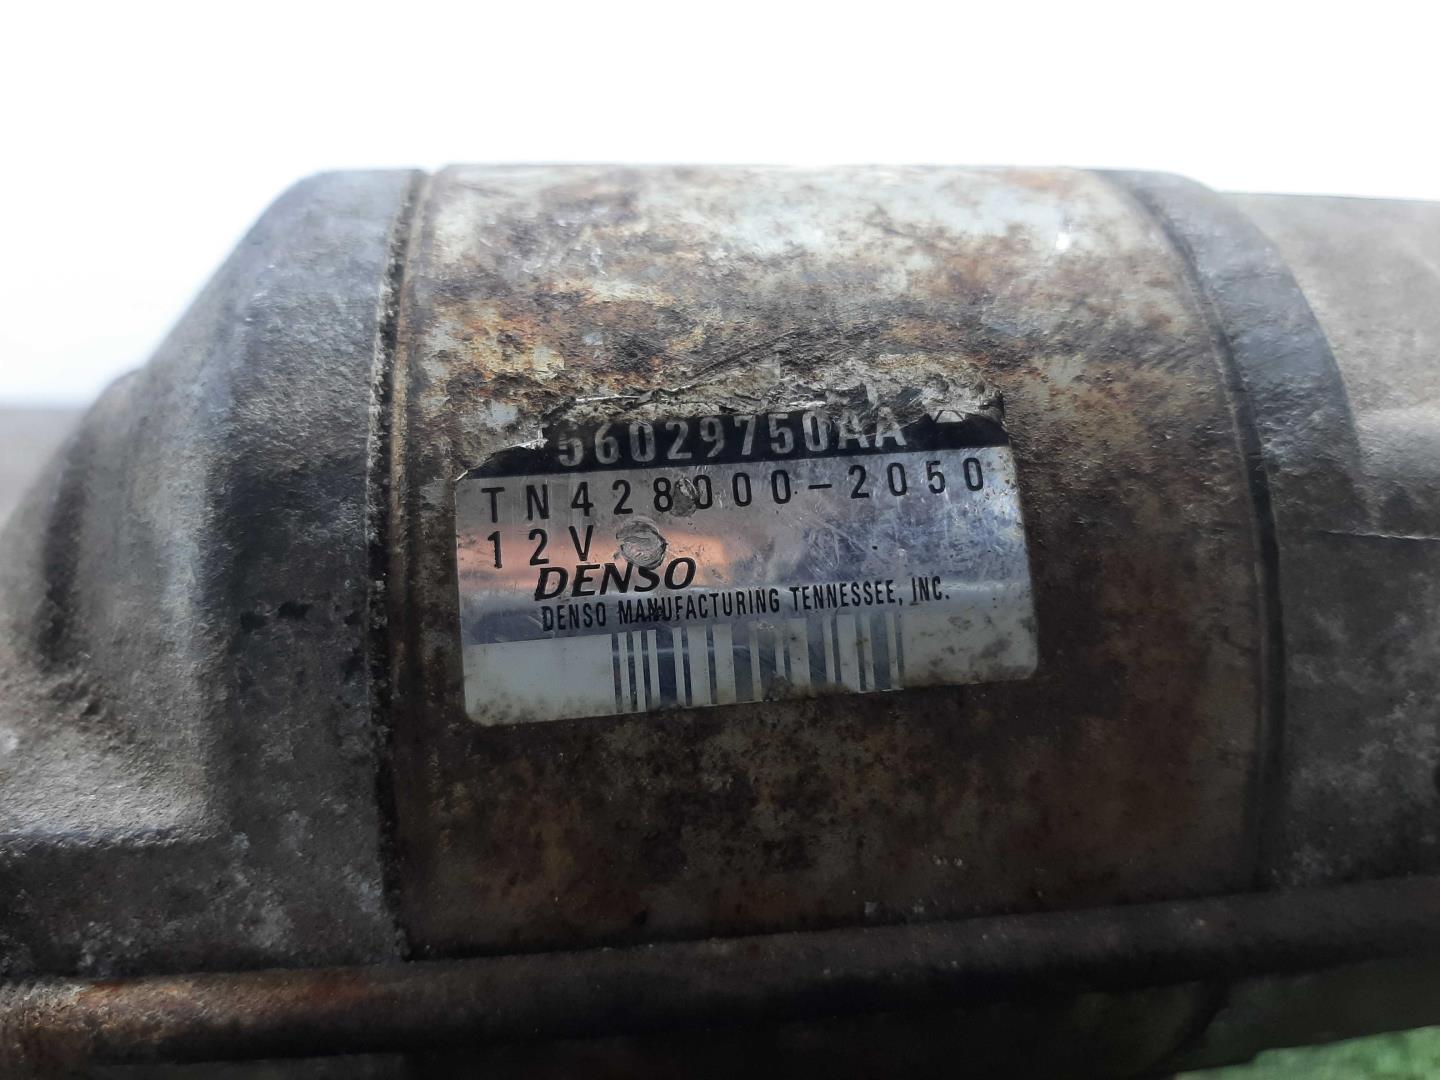 56029750AA
TN428000-2050
12V
DENSO
DENSO MANUFACTURING TENNESSEE, INC.